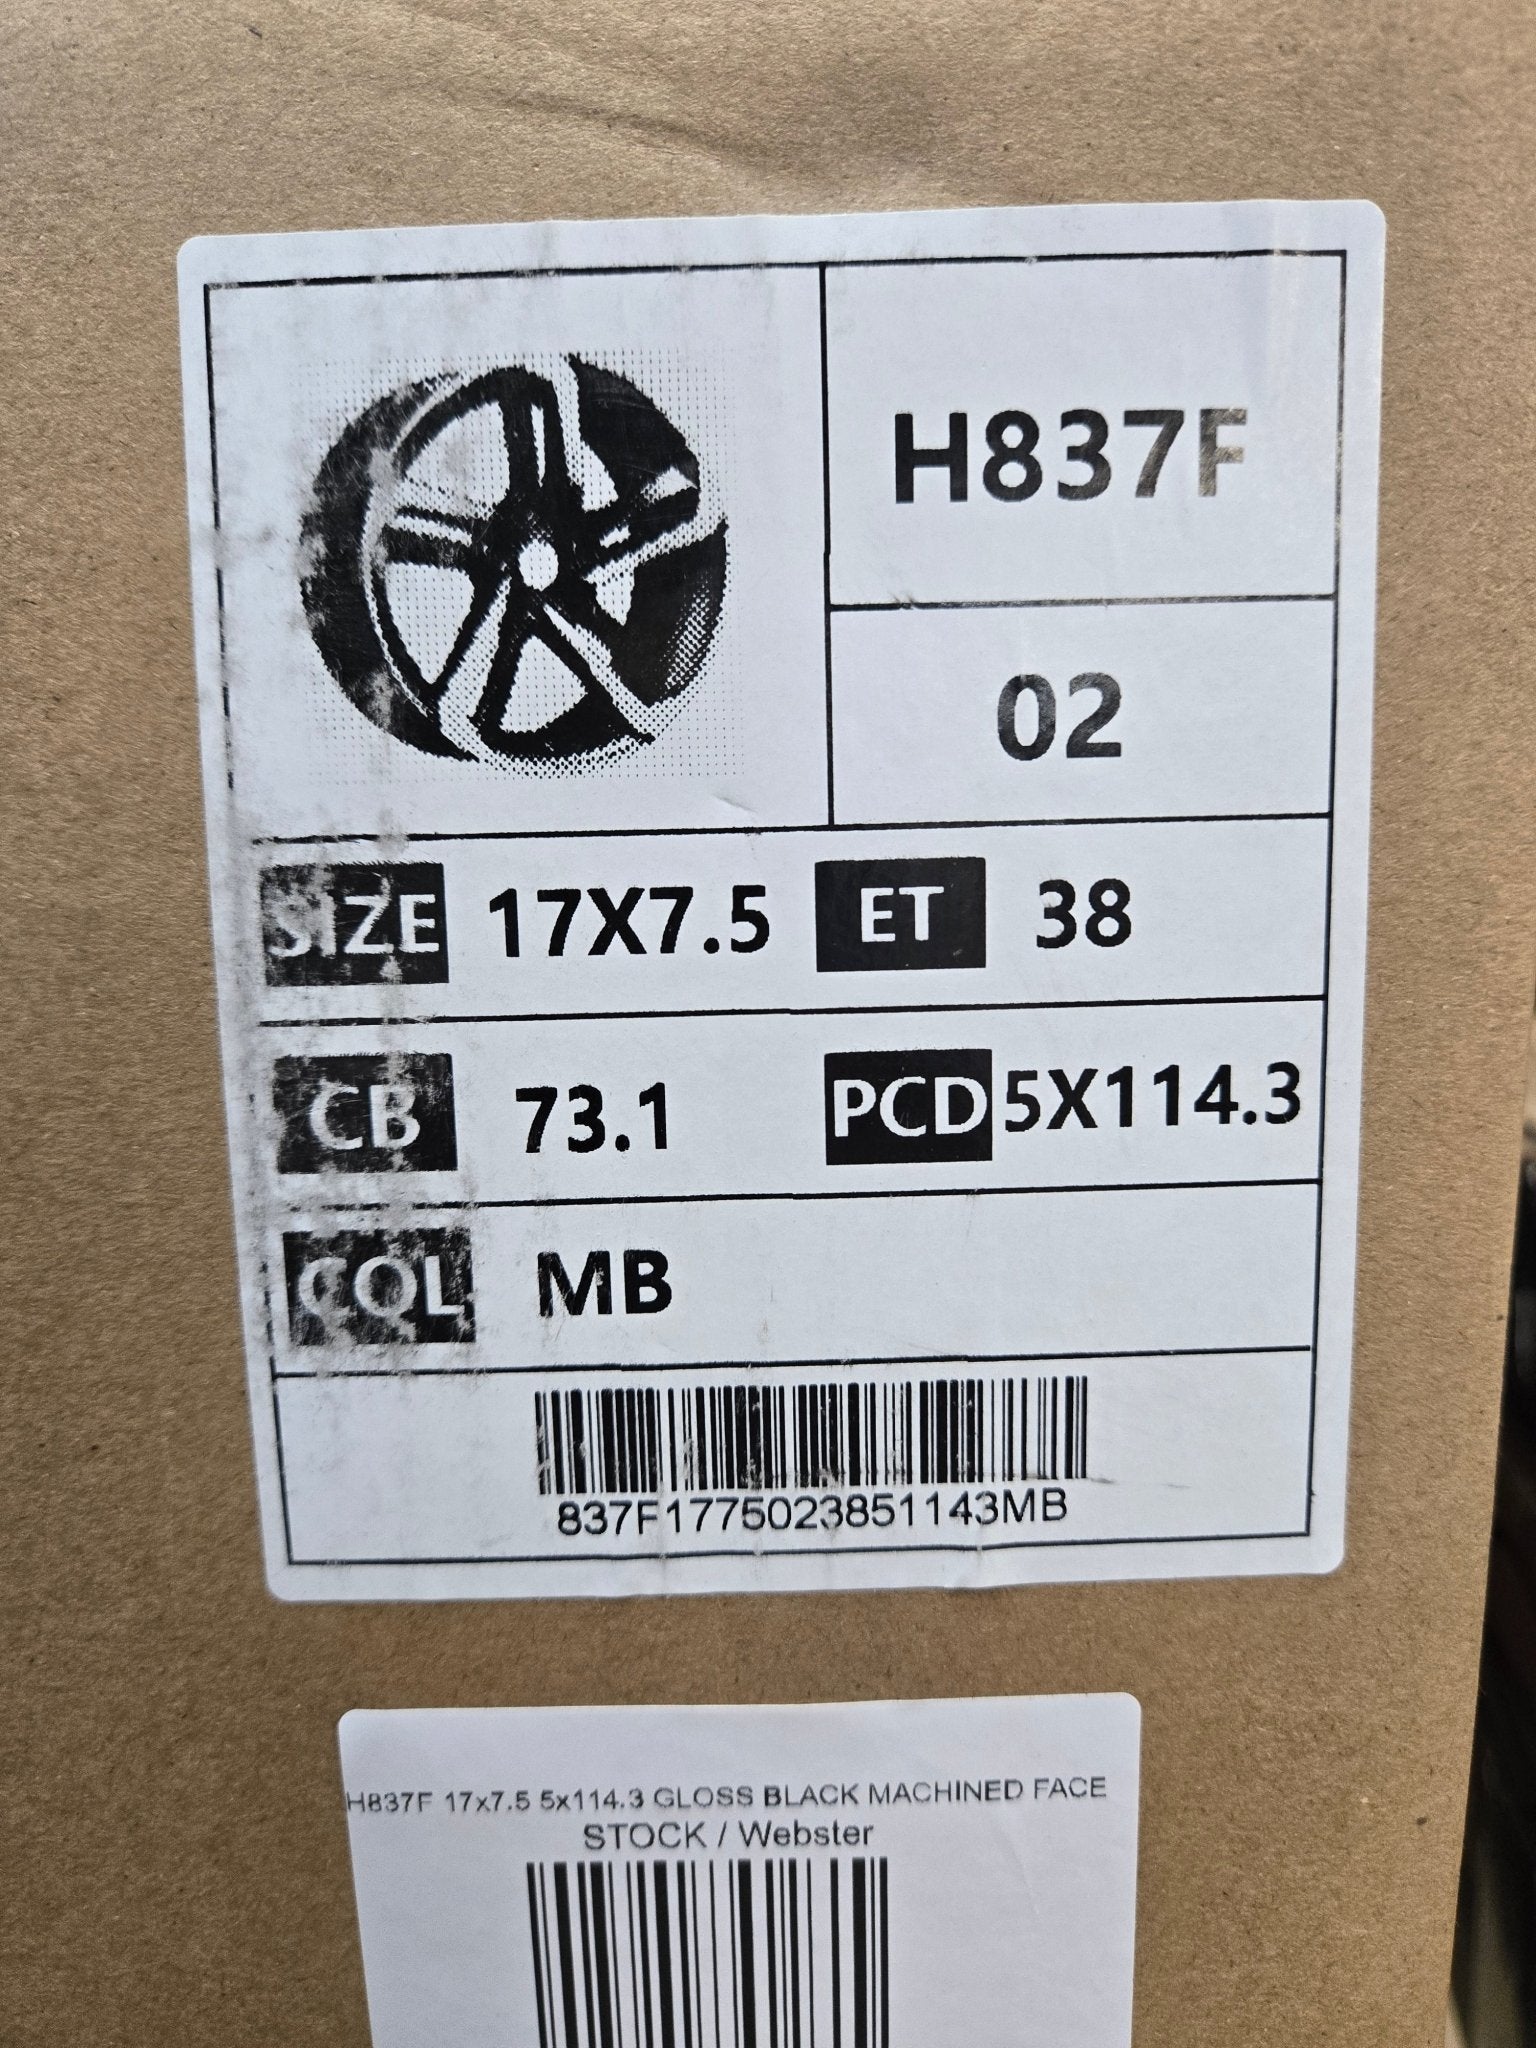 H837F
02
SIZE 17X7.5 ET 38
CB 73.1 PCD 5X114.3
COL MB
837F1775023851143MB
H837F 17x7.5 5x114.3 GLOSS BLACK MACHINED FACE
STOCK / Webster